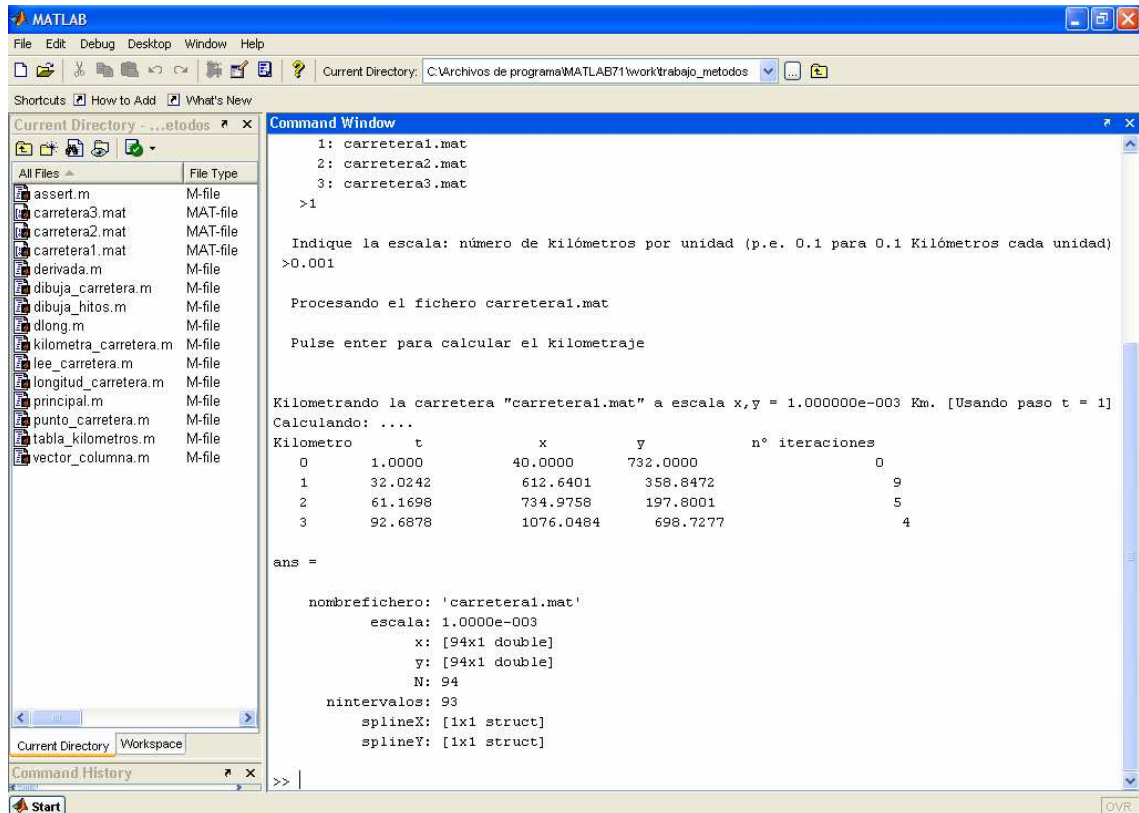 MATLAB
File Edit Debug Desktop Window Help
Current Directory: C:\Archivos de programa\MATLAB71\work\trabajo_metodos
Shortcuts How to Add What's New
Current Directory - ...etodos
All Files File Type
assert.m M-file
carretera3.mat MAT-file
carretera2.mat MAT-file
carretera1.mat MAT-file
derivada.m M-file
dibuja_carretera.m M-file
dibuja_hitos.m M-file
dlong.m M-file
kilometra_carretera.m M-file
lee_carretera.m M-file
longitud_carretera.m M-file
principal.m M-file
punto_carretera.m M-file
tabla_kilometros.m M-file
vector_columna.m M-file
Current Directory Workspace
Command History
Command Window
1: carretera1.mat
2: carretera2.mat
3: carretera3.mat
>1
Indique la escala: número de kilómetros por unidad (p.e. 0.1 para 0.1 Kilómetros cada unidad)
>0.001
Procesando el fichero carretera1.mat
Pulse enter para calcular el kilometraje
Kilometrando la carretera "carretera1.mat" a escala x,y = 1.000000e-003 Km. [Usando paso t = 1]
Calculando: ....
Kilometro t x y nº iteraciones
0 1.0000 40.0000 732.0000 0
1 32.0242 612.6401 358.8472 9
2 61.1698 734.9758 197.8001 5
3 92.6878 1076.0484 698.7277 4
ans =
nombrefichero: 'carretera1.mat'
escala: 1.0000e-003
x: [94x1 double]
y: [94x1 double]
N: 94
nintervalos: 93
splineX: [1x1 struct]
splineY: [1x1 struct]
>>
Start
OVR